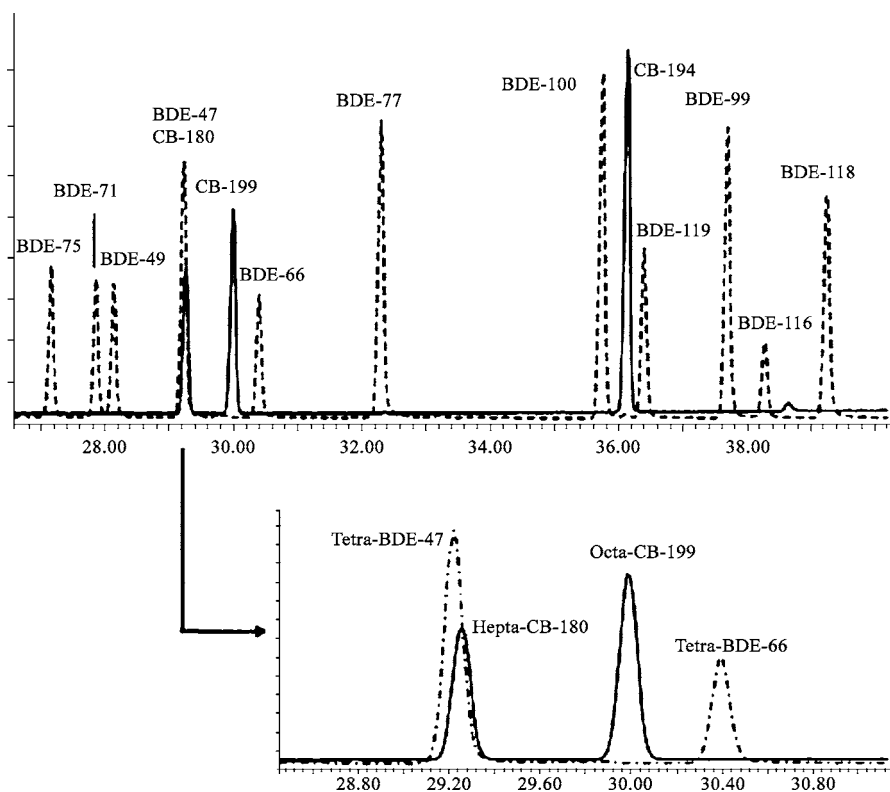 BDE-100
CB-194
BDE-77
BDE-99
BDE-47
CB-180
BDE-118
BDE-71
CB-199
BDE-119
BDE-75
BDE-49
BDE-66
BDE-116
28.00 30.00 32.00 34.00 36.00 38.00
Tetra-BDE-47
Octa-CB-199
Hepta-CB-180
Tetra-BDE-66
28.80 29.20 29.60 30.00 30.40 30.80